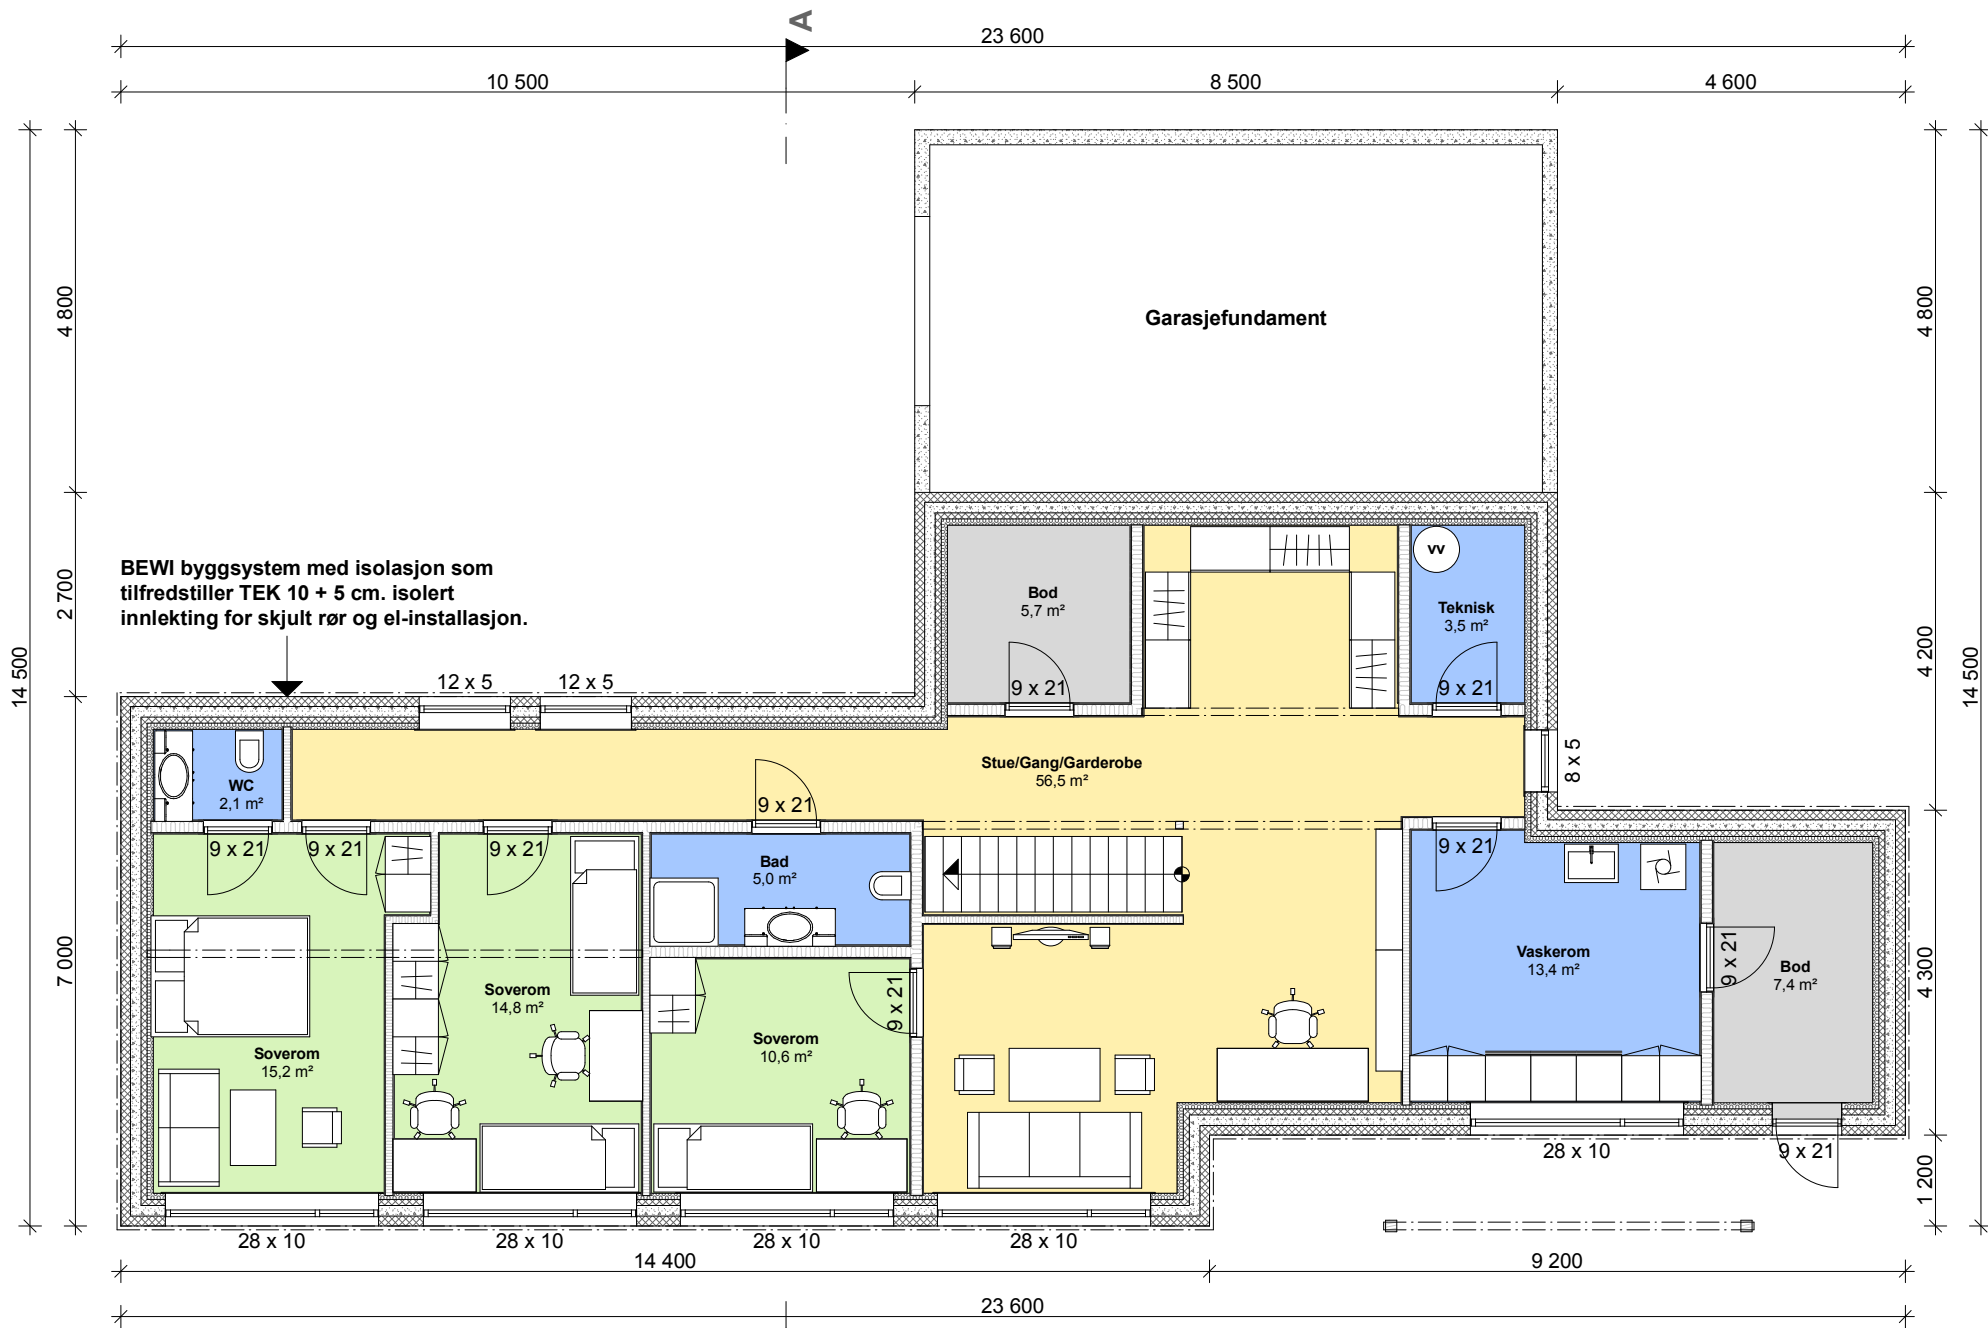 A
23 600
10 500
8 500
4 600
14 500
4 800
2 700
7 000
4 800
4 200
4 300
1 200
14 500
Garasjefundament
BEWI byggsystem med isolasjon som
tilfredstiller TEK 10 + 5 cm. isolert
innlekting for skjult rør og el-installasjon.
12 x 5
12 x 5
Bod
5,7 m²
9 x 21
vv
Teknisk
3,5 m²
9 x 21
8 x 5
WC
2,1 m²
Stue/Gang/Garderobe
56,5 m²
9 x 21
9 x 21
9 x 21
9 x 21
9 x 21
Bad
5,0 m²
Soverom
15,2 m²
Soverom
14,8 m²
Soverom
10,6 m²
9 x 21
Vaskerom
13,4 m²
9 x 21
Bod
7,4 m²
28 x 10
9 x 21
28 x 10
28 x 10
28 x 10
28 x 10
14 400
9 200
23 600